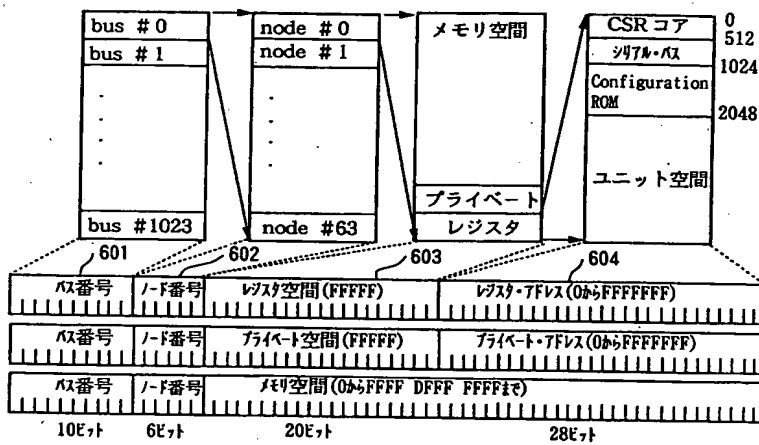 bus #0
bus #1
bus #1023
node #0
node #1
node #63
メモリ空間
プライベート
レジスタ
CSRコア
シリアル・バス
Configuration
ROM
ユニット空間
0
512
1024
2048
601
602
603
604
バス番号 ノード番号 レジスタ空間(FFFFF) レジスタ・アドレス(0からFFFFFFF)
バス番号 ノード番号 プライベート空間(FFFFF) プライベート・アドレス(0からFFFFFFF)
バス番号 ノード番号 メモリ空間(0からFFFF DFFF FFFFまで)
10ビット 6ビット 20ビット 28ビット